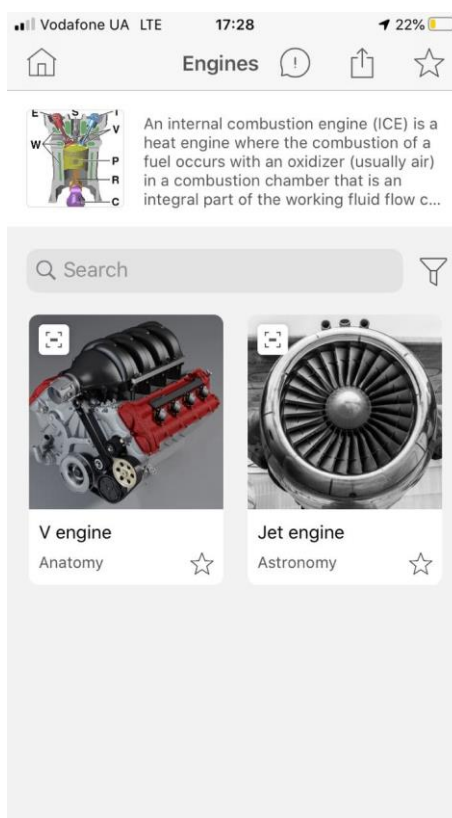 Vodafone UA LTE 17:28 22%
Engines
E S I
W V
P
R
C
An internal combustion engine (ICE) is a
heat engine where the combustion of a
fuel occurs with an oxidizer (usually air)
in a combustion chamber that is an
integral part of the working fluid flow c...
Search
V engine
Jet engine
Anatomy
Astronomy